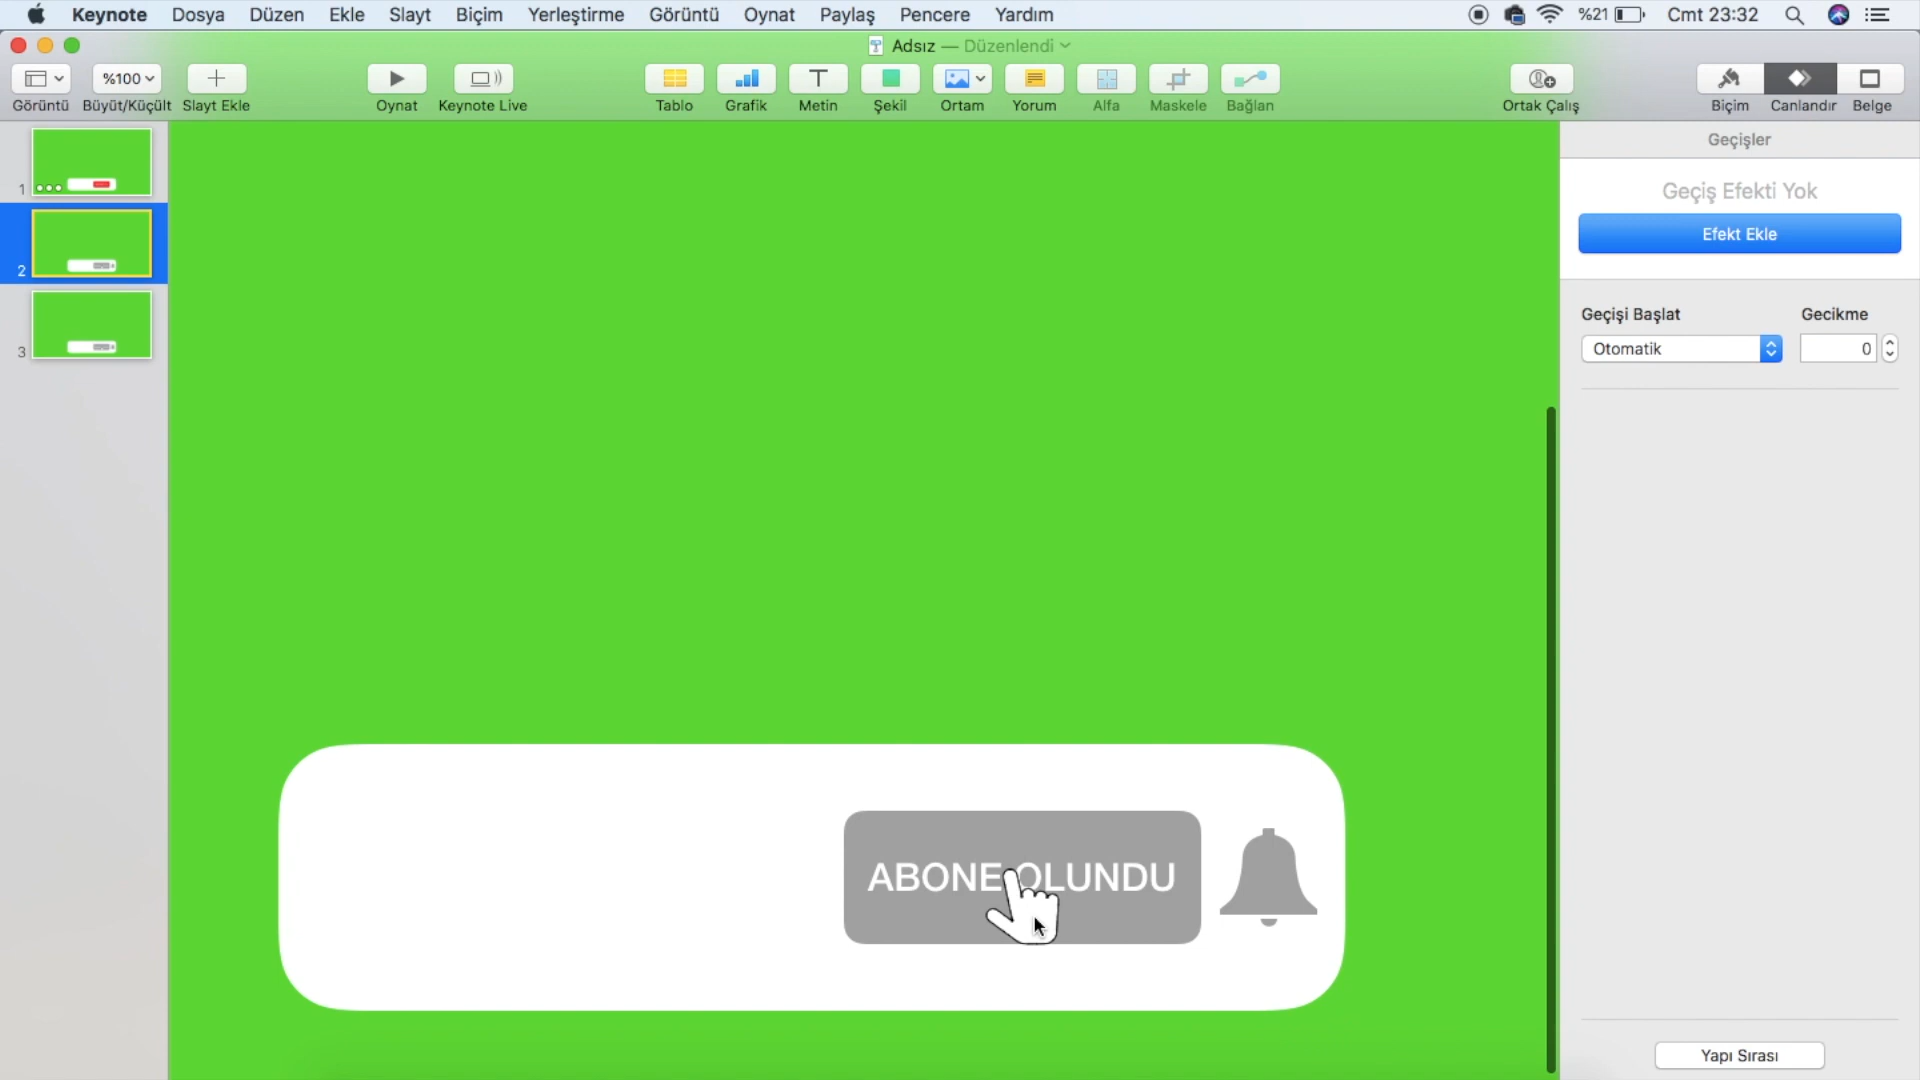 Keynote Dosya Düzen Ekle Slayt Biçim Yerleştirme Görüntü Oynat Paylaş Pencere Yardım %21 Cmt 23:32
Adsız — Düzenlendi
%100
Görüntü Büyüt/Küçült Slayt Ekle Oynat Keynote Live Tablo Grafik Metin Şekil Ortam Yorum Alfa Maskele Bağlan Ortak Çalış Biçim Canlandır Belge
Geçişler
1
Geçiş Efekti Yok
Efekt Ekle
2
Geçişi Başlat Gecikme
Otomatik 0
3
ABONE OLUNDU
Yapı Sırası